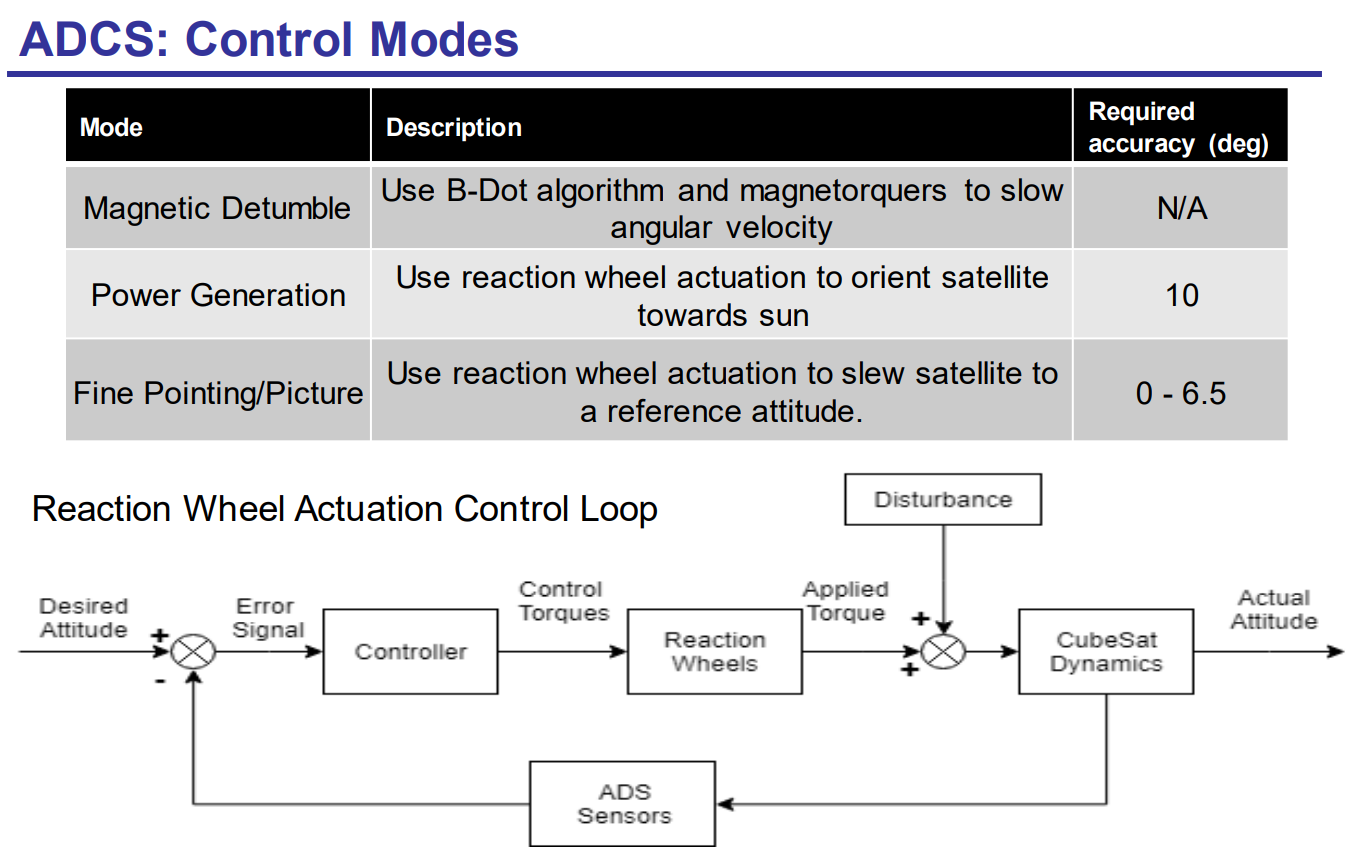 ADCS: Control Modes
Mode
Description
Required
accuracy (deg)
Magnetic Detumble
Use B-Dot algorithm and magnetorquers to slow
angular velocity
N/A
Power Generation
Use reaction wheel actuation to orient satellite
towards sun
10
Fine Pointing/Picture
Use reaction wheel actuation to slew satellite to
a reference attitude.
0 - 6.5
Reaction Wheel Actuation Control Loop
Disturbance
Desired
Attitude
+
-
Error
Signal
Controller
Control
Torques
Reaction
Wheels
Applied
Torque
+
+
CubeSat
Dynamics
Actual
Attitude
ADS
Sensors